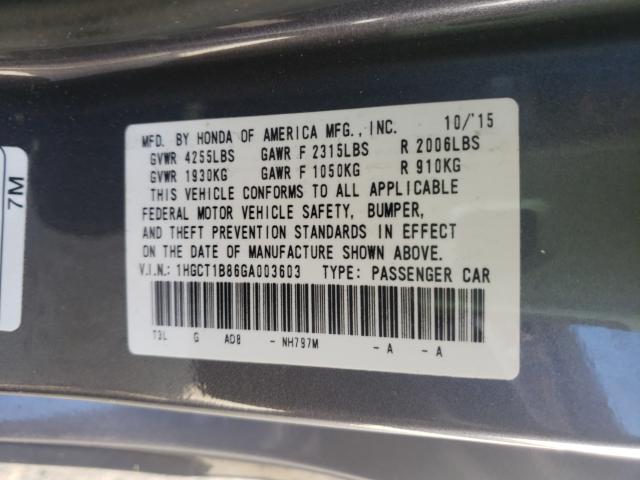 MFD. BY HONDA OF AMERICA MFG., INC. 10/'15
GVWR 4255LBS GAWR F 2315LBS R 2006LBS
GVWR 1930KG GAWR F 1050KG R 910KG
THIS VEHICLE CONFORMS TO ALL APPLICABLE
FEDERAL MOTOR VEHICLE SAFETY, BUMPER,
AND THEFT PREVENTION STANDARDS IN EFFECT
ON THE DATE OF MANUFACTURE SHOWN ABOVE.
V.I.N.: 1HGCT1B86GA003603 TYPE: PASSENGER CAR
T3L G AD8 - NH797M - A - A
7M